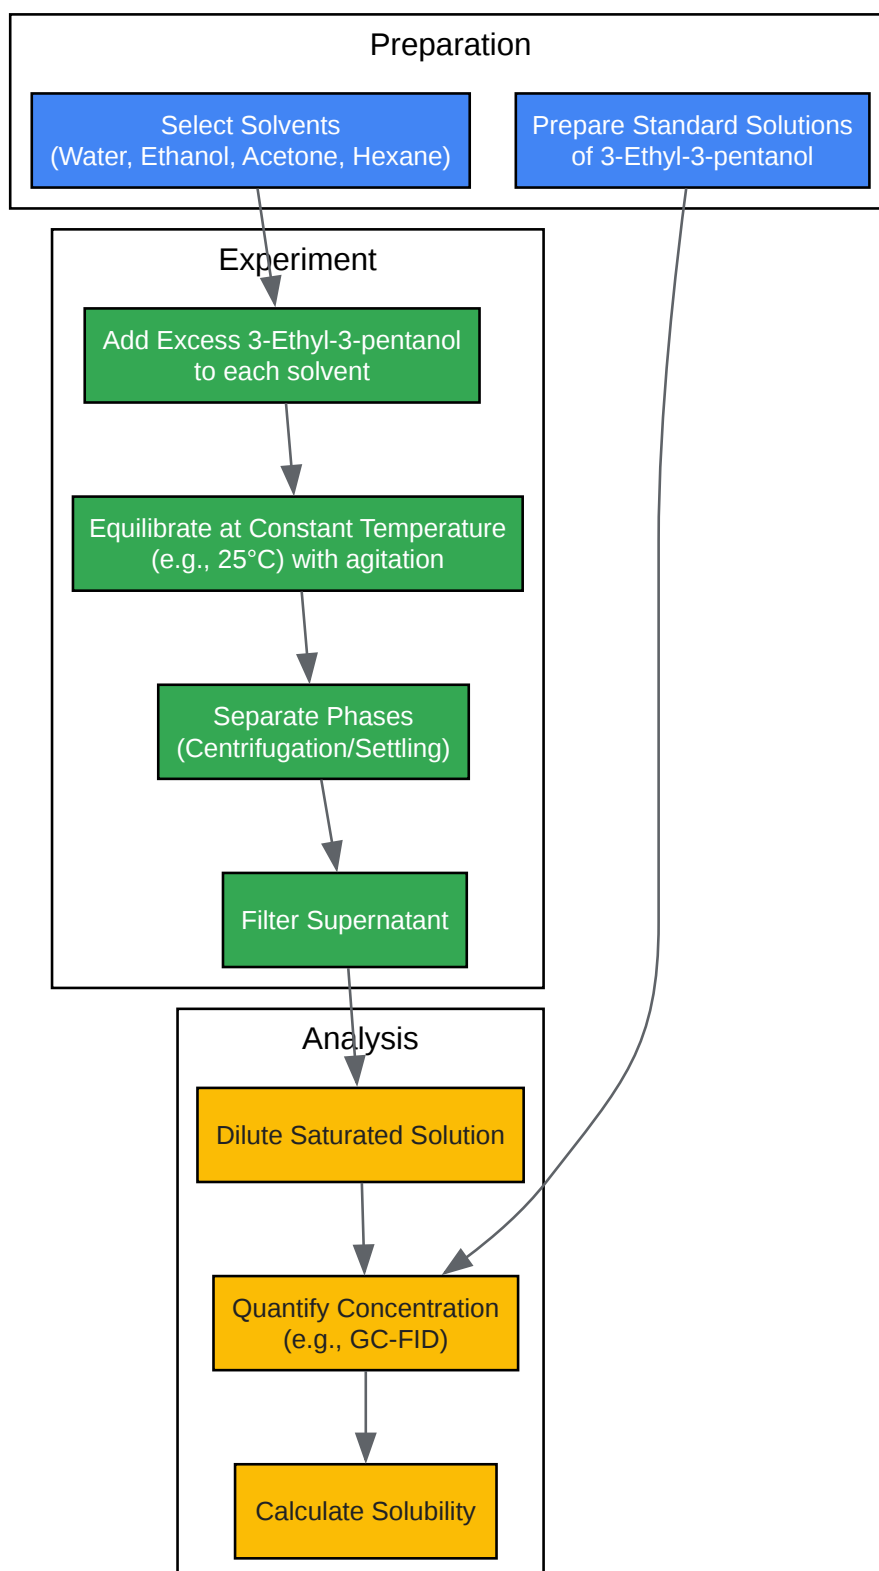 Preparation
Select Solvents
(Water, Ethanol, Acetone, Hexane)
Prepare Standard Solutions
of 3-Ethyl-3-pentanol
Experiment
Add Excess 3-Ethyl-3-pentanol
to each solvent
Equilibrate at Constant Temperature
(e.g., 25°C) with agitation
Separate Phases
(Centrifugation/Settling)
Filter Supernatant
Analysis
Dilute Saturated Solution
Quantify Concentration
(e.g., GC-FID)
Calculate Solubility